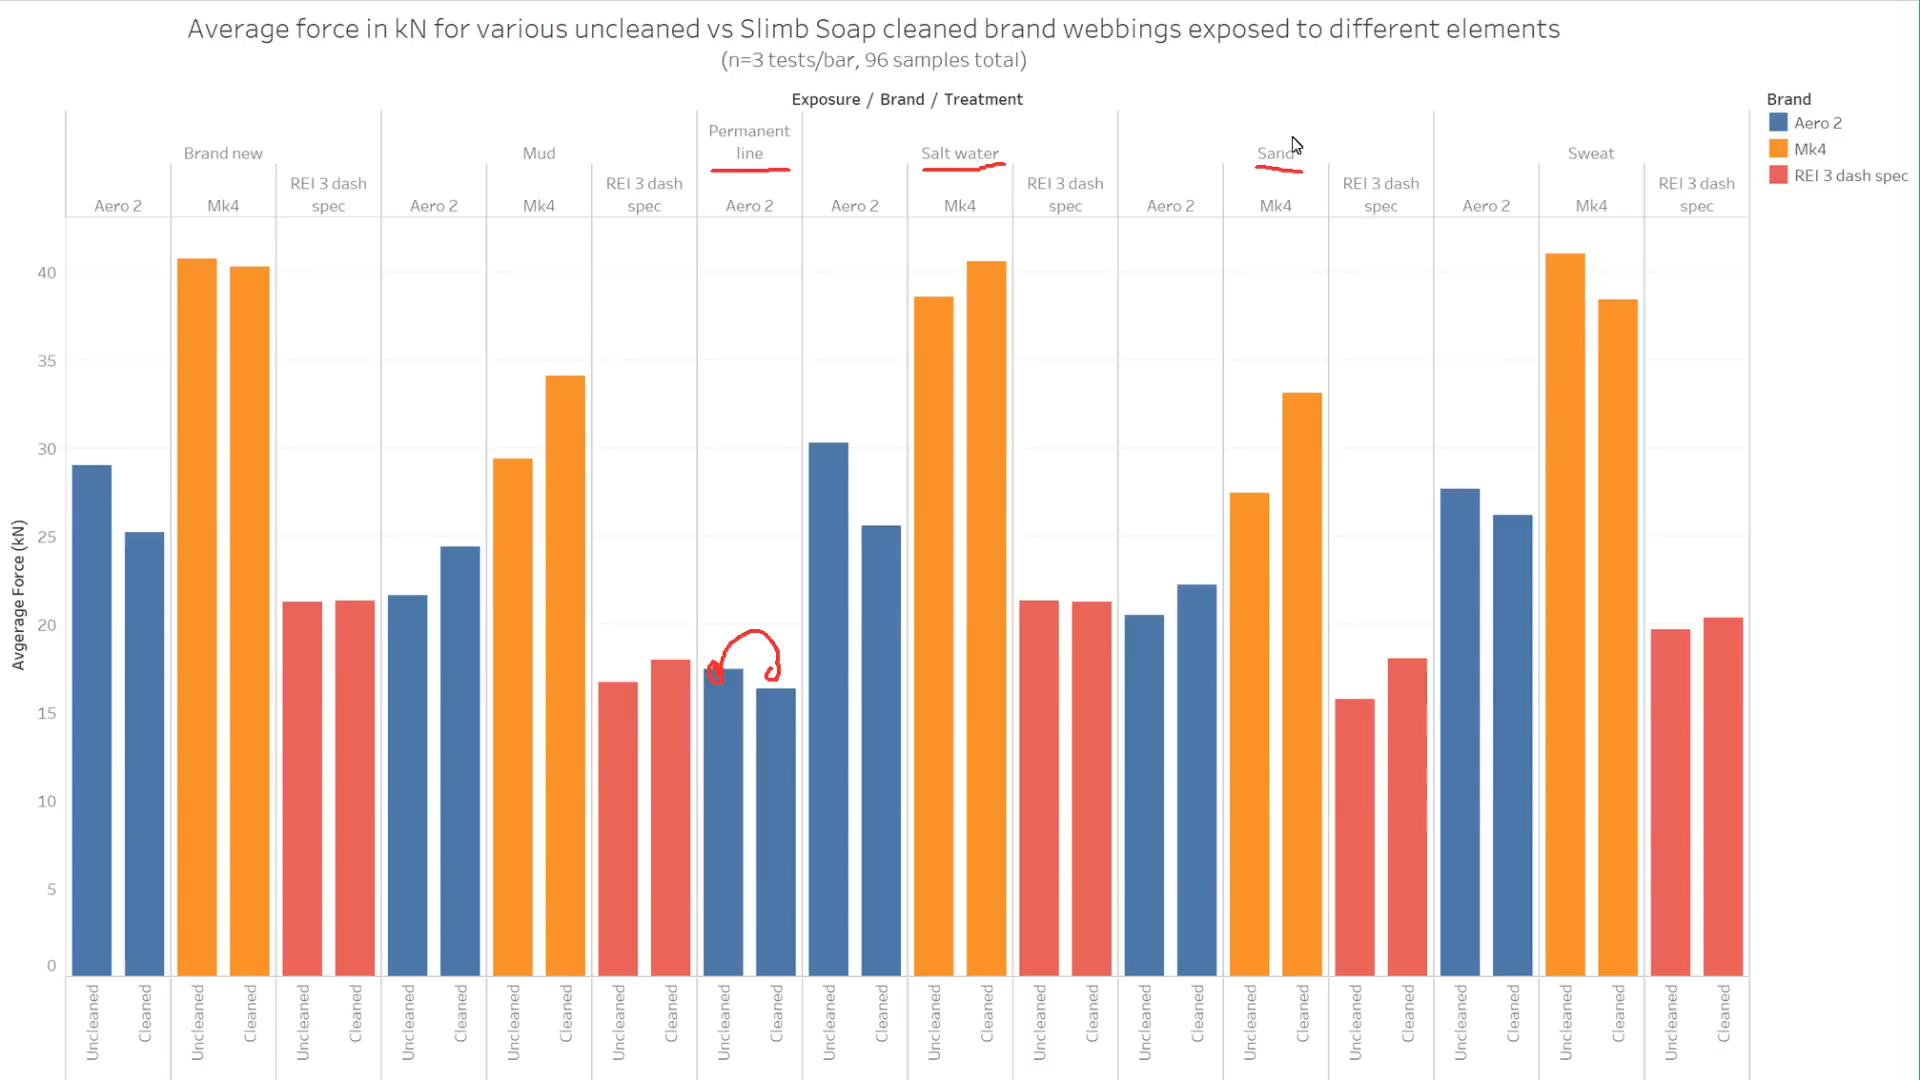 Average force in kN for various uncleaned vs Slimb Soap cleaned brand webbings exposed to different elements
(n=3 tests/bar, 96 samples total)
Exposure / Brand / Treatment
Brand
Aero 2
Mk4
REI 3 dash spec
Brand new
Mud
Permanent
line
Salt water
Sand
Sweat
Aero 2
Mk4
REI 3 dash
spec
Aero 2
Mk4
REI 3 dash
spec
Aero 2
Aero 2
Mk4
REI 3 dash
spec
Aero 2
Mk4
REI 3 dash
spec
Aero 2
Mk4
REI 3 dash
spec
Avgerage Force (kN)
40
35
30
25
20
15
10
5
0
Uncleaned
Cleaned
Uncleaned
Cleaned
Uncleaned
Cleaned
Uncleaned
Cleaned
Uncleaned
Cleaned
Uncleaned
Cleaned
Uncleaned
Cleaned
Uncleaned
Cleaned
Uncleaned
Cleaned
Uncleaned
Cleaned
Uncleaned
Cleaned
Uncleaned
Cleaned
Uncleaned
Cleaned
Uncleaned
Cleaned
Uncleaned
Cleaned
Uncleaned
Cleaned